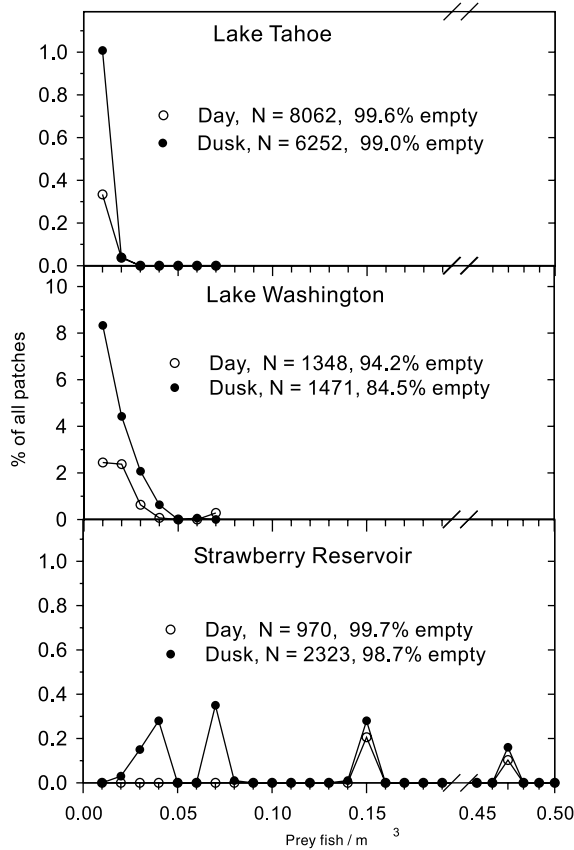 Lake Tahoe
1.0
0.8
0.6
0.4
0.2
0.0
Day, N = 8062, 99.6% empty
Dusk, N = 6252, 99.0% empty
Lake Washington
10
8
6
4
2
0
Day, N = 1348, 94.2% empty
Dusk, N = 1471, 84.5% empty
% of all patches
Strawberry Reservoir
1.0
0.8
0.6
0.4
0.2
0.0
Day, N = 970, 99.7% empty
Dusk, N = 2323, 98.7% empty
0.00 0.05 0.10 0.15 0.45 0.50
Prey fish / m 3